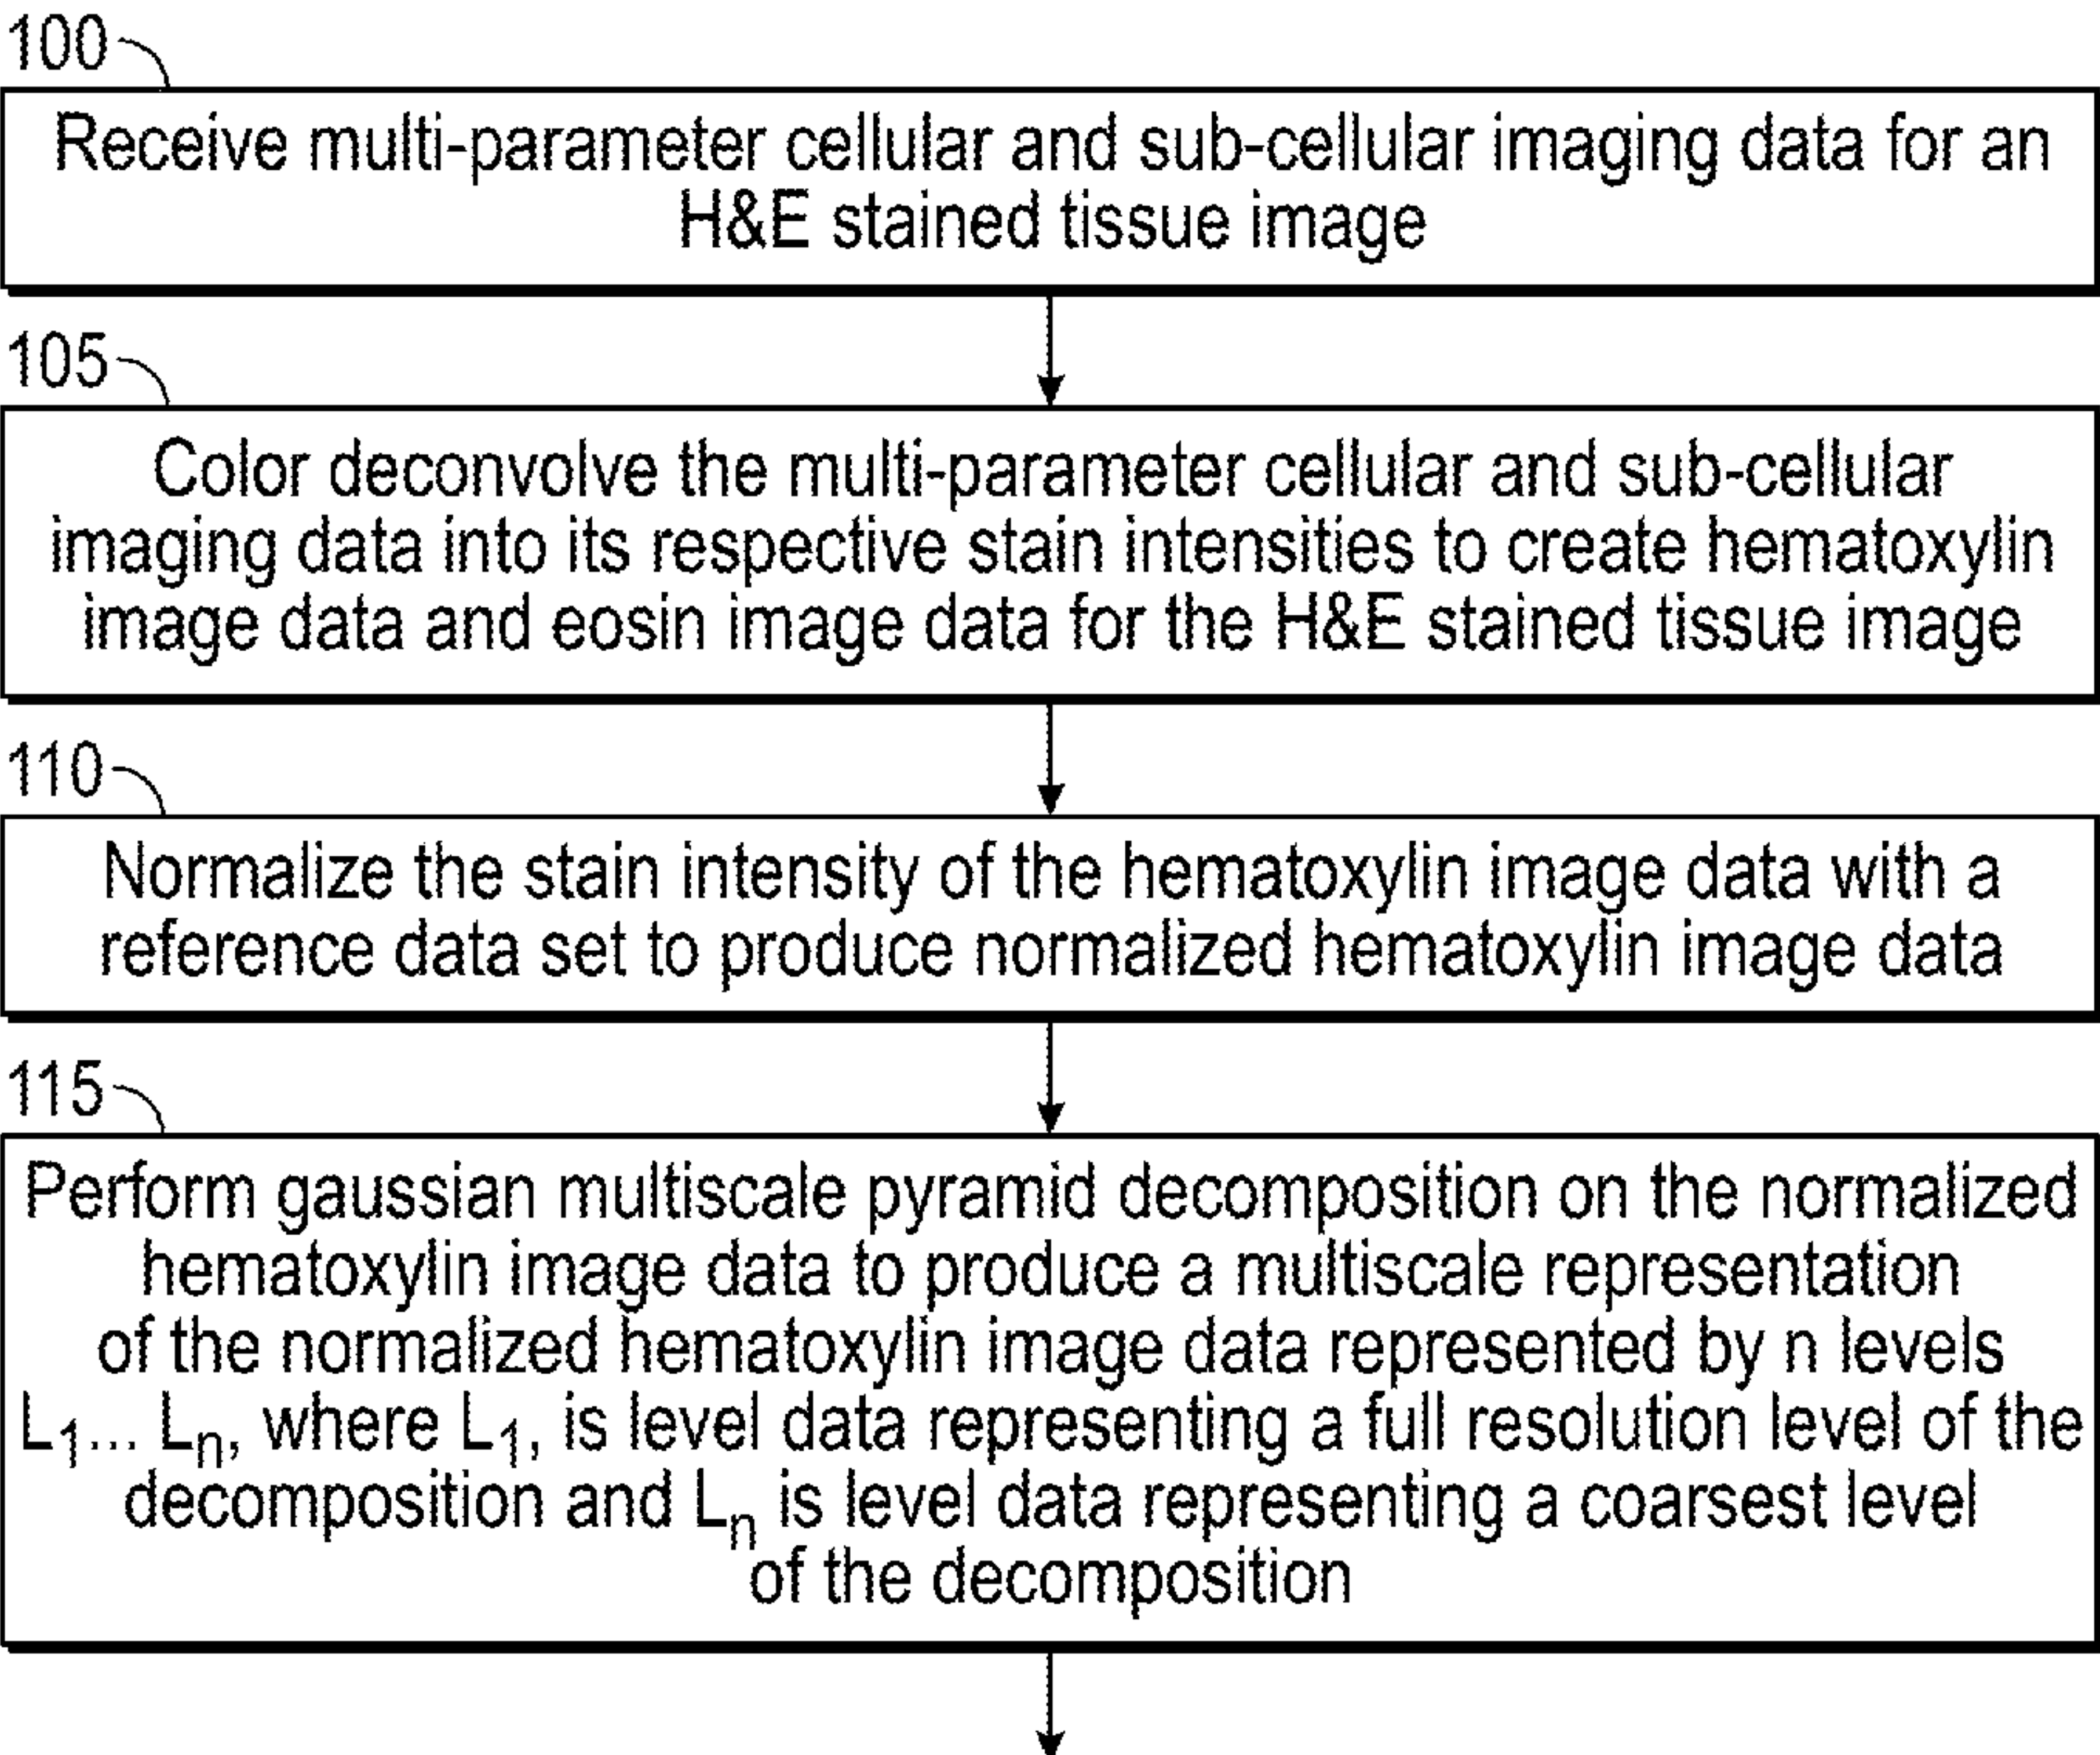 100
Receive multi-parameter cellular and sub-cellular imaging data for an
H&E stained tissue image
105
Color deconvolve the multi-parameter cellular and sub-cellular
imaging data into its respective stain intensities to create hematoxylin
image data and eosin image data for the H&E stained tissue image
110
Normalize the stain intensity of the hematoxylin image data with a
reference data set to produce normalized hematoxylin image data
115
Perform gaussian multiscale pyramid decomposition on the normalized
hematoxylin image data to produce a multiscale representation
of the normalized hematoxylin image data represented by n levels
L₁... Lₙ, where L₁, is level data representing a full resolution level of the
decomposition and Lₙ is level data representing a coarsest level
of the decomposition